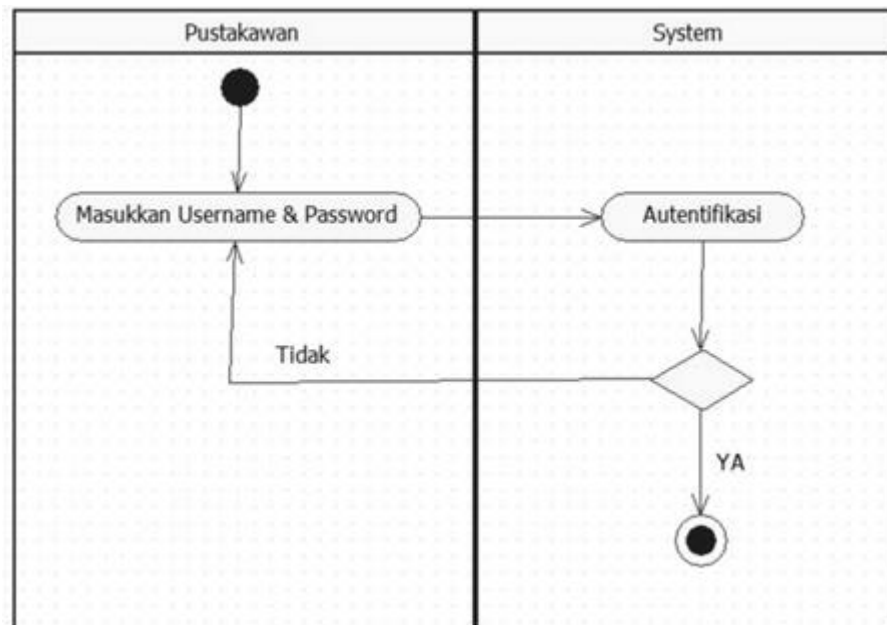 Pustakawan
System
Masukkan Username & Password
Autentifikasi
Tidak
YA